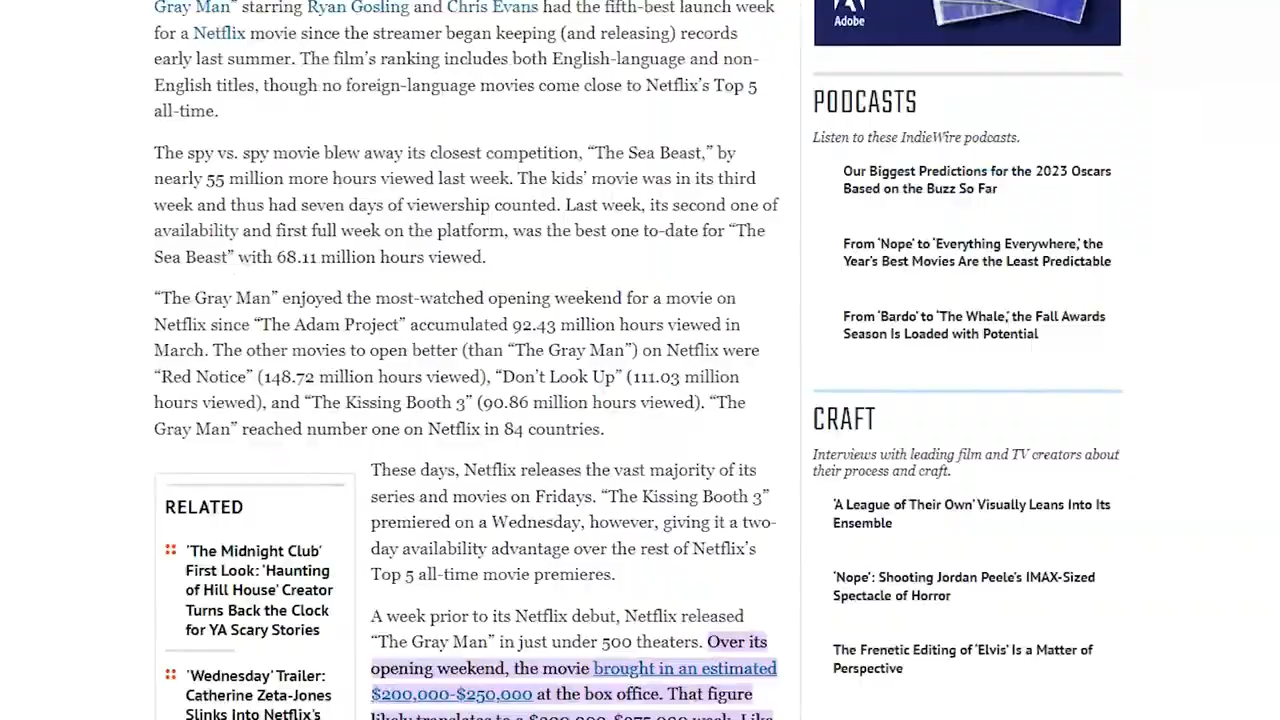 Gray Man” starring Ryan Gosling and Chris Evans had the fifth-best launch week
for a Netflix movie since the streamer began keeping (and releasing) records
early last summer. The film’s ranking includes both English-language and non-
English titles, though no foreign-language movies come close to Netflix’s Top 5
all-time.
The spy vs. spy movie blew away its closest competition, “The Sea Beast,” by
nearly 55 million more hours viewed last week. The kids’ movie was in its third
week and thus had seven days of viewership counted. Last week, its second one of
availability and first full week on the platform, was the best one to-date for “The
Sea Beast” with 68.11 million hours viewed.
“The Gray Man” enjoyed the most-watched opening weekend for a movie on
Netflix since “The Adam Project” accumulated 92.43 million hours viewed in
March. The other movies to open better (than “The Gray Man”) on Netflix were
“Red Notice” (148.72 million hours viewed), “Don’t Look Up” (111.03 million
hours viewed), and “The Kissing Booth 3” (90.86 million hours viewed). “The
Gray Man” reached number one on Netflix in 84 countries.
These days, Netflix releases the vast majority of its
series and movies on Fridays. “The Kissing Booth 3”
premiered on a Wednesday, however, giving it a two-
day availability advantage over the rest of Netflix’s
Top 5 all-time movie premieres.
A week prior to its Netflix debut, Netflix released
“The Gray Man” in just under 500 theaters. Over its
opening weekend, the movie brought in an estimated
$200,000-$250,000 at the box office. That figure
likely translates to a $300,000-$375,000 week. Like
RELATED
‘The Midnight Club’
First Look: ‘Haunting
of Hill House’ Creator
Turns Back the Clock
for YA Scary Stories
‘Wednesday’ Trailer:
Catherine Zeta-Jones
Slinks Into Netflix’s
Adobe
PODCASTS
Listen to these IndieWire podcasts.
Our Biggest Predictions for the 2023 Oscars
Based on the Buzz So Far
From ‘Nope’ to ‘Everything Everywhere,’ the
Year’s Best Movies Are the Least Predictable
From ‘Bardo’ to ‘The Whale,’ the Fall Awards
Season Is Loaded with Potential
CRAFT
Interviews with leading film and TV creators about
their process and craft.
‘A League of Their Own’ Visually Leans Into Its
Ensemble
‘Nope’: Shooting Jordan Peele’s IMAX-Sized
Spectacle of Horror
The Frenetic Editing of ‘Elvis’ Is a Matter of
Perspective